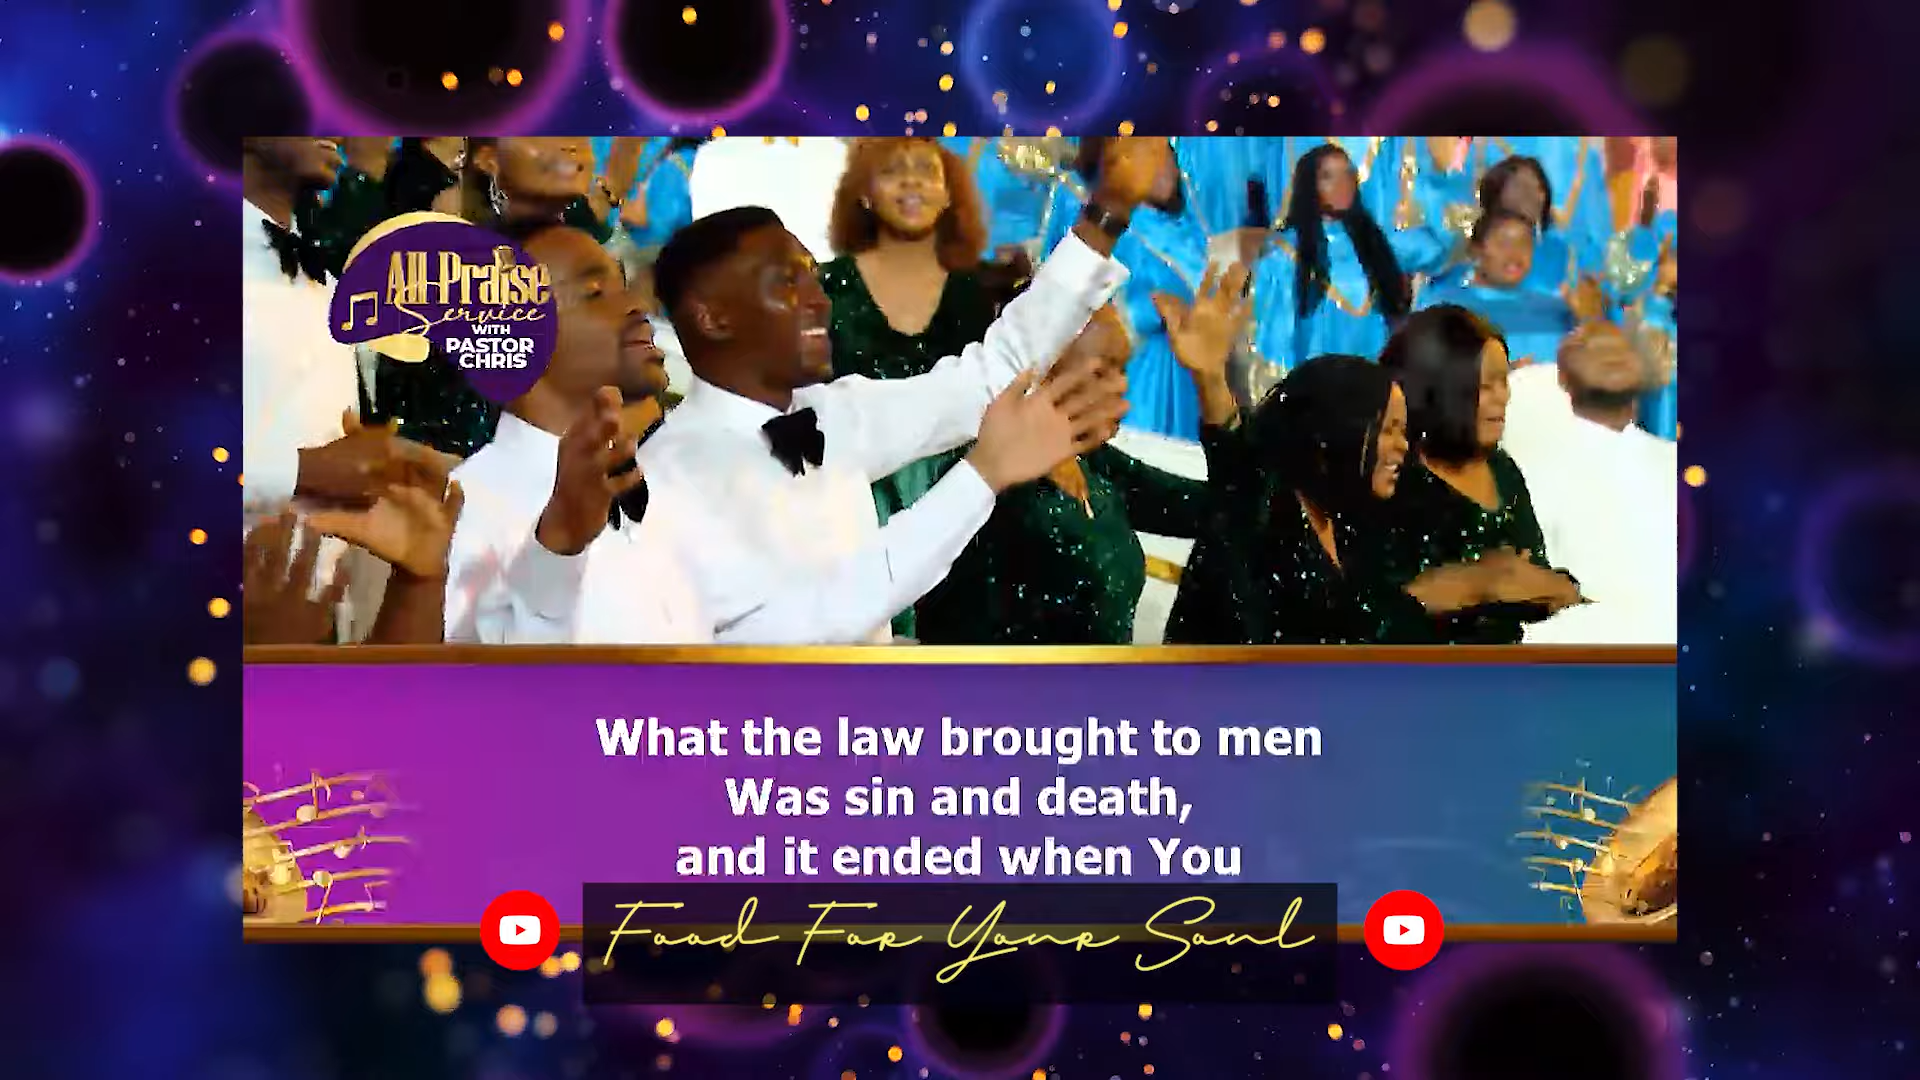 All Praise
Service
WITH
PASTOR
CHRIS
What the law brought to men
Was sin and death,
and it ended when You
Food For Your Soul